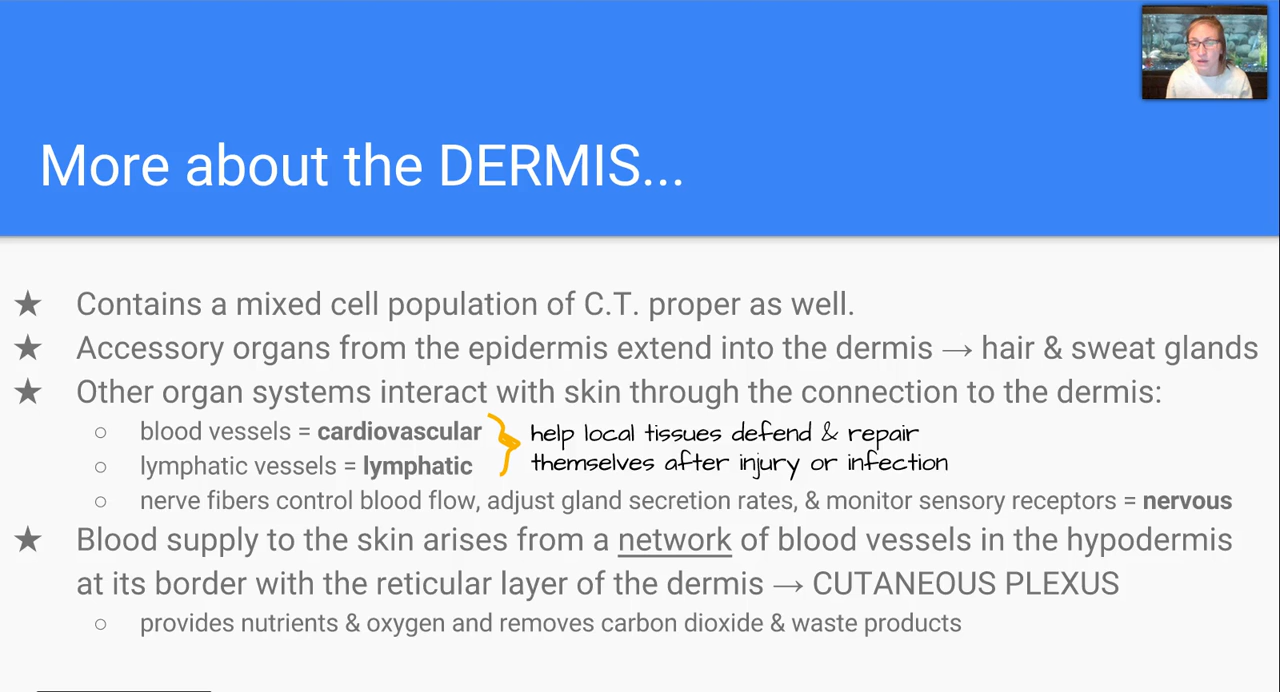 More about the DERMIS...
★ Contains a mixed cell population of C.T. proper as well.
★ Accessory organs from the epidermis extend into the dermis → hair & sweat glands
★ Other organ systems interact with skin through the connection to the dermis:
○ blood vessels = cardiovascular
○ lymphatic vessels = lymphatic
help local tissues defend & repair
themselves after injury or infection
○ nerve fibers control blood flow, adjust gland secretion rates, & monitor sensory receptors = nervous
★ Blood supply to the skin arises from a network of blood vessels in the hypodermis
at its border with the reticular layer of the dermis → CUTANEOUS PLEXUS
○ provides nutrients & oxygen and removes carbon dioxide & waste products